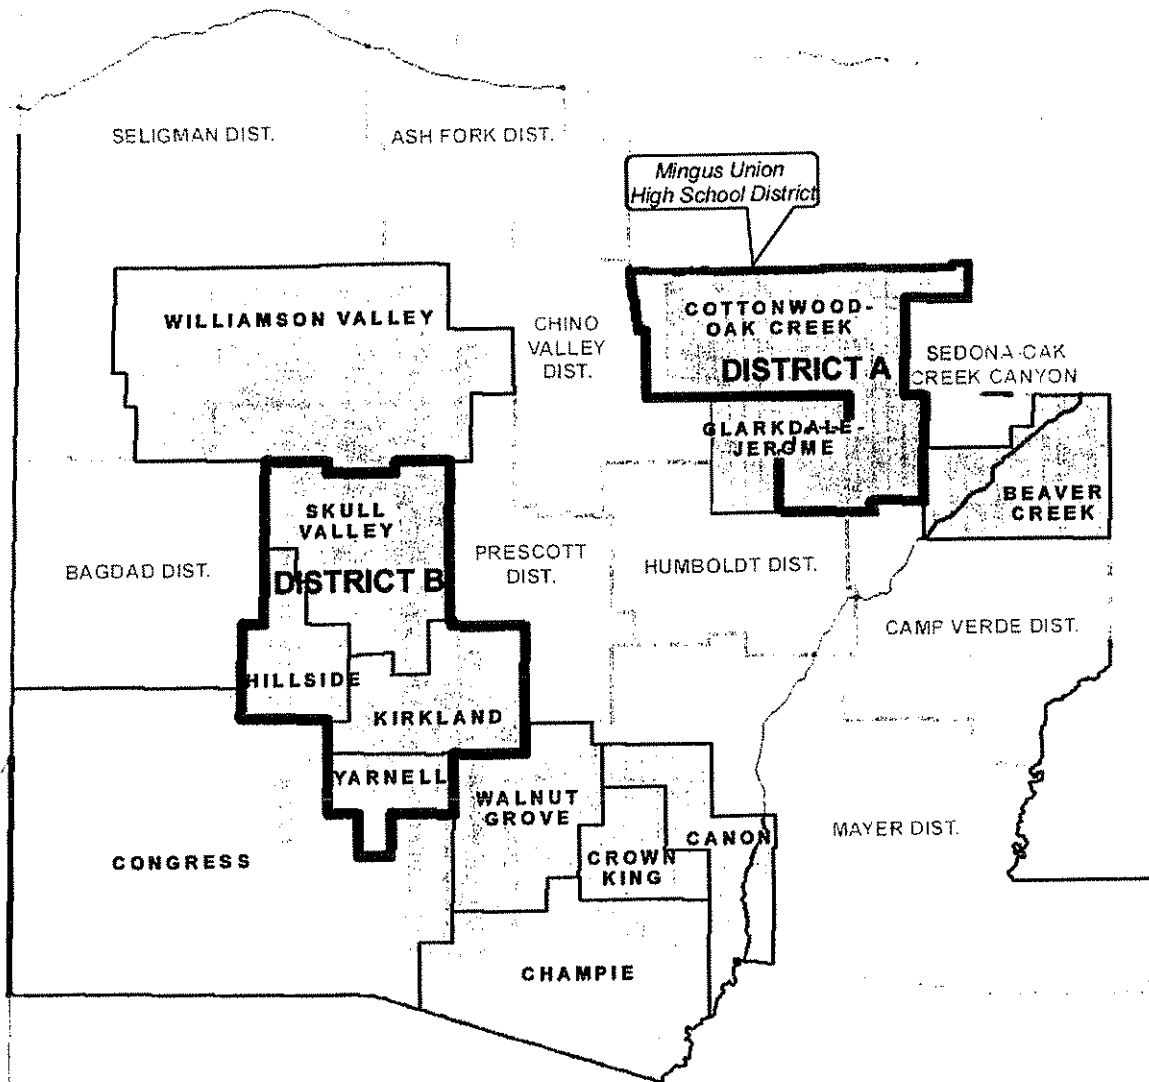 SELIGMAN DIST.
ASH FORK DIST.
Mingus Union
High School District
WILLIAMSON VALLEY
CHINO
VALLEY
DIST.
COTTONWOOD-
OAK CREEK
DISTRICT A
SEDONA-OAK
CREEK CANYON
CLARKDALE-
JEROME
BEAVER
CREEK
SKULL
VALLEY
BAGDAD DIST.
DISTRICT B
PRESCOTT
DIST.
HUMBOLDT DIST.
CAMP VERDE DIST.
HILLSIDE
KIRKLAND
YARNELL
WALNUT
GROVE
CANON
MAYER DIST.
CONGRESS
CROWN
KING
CHAMPIE